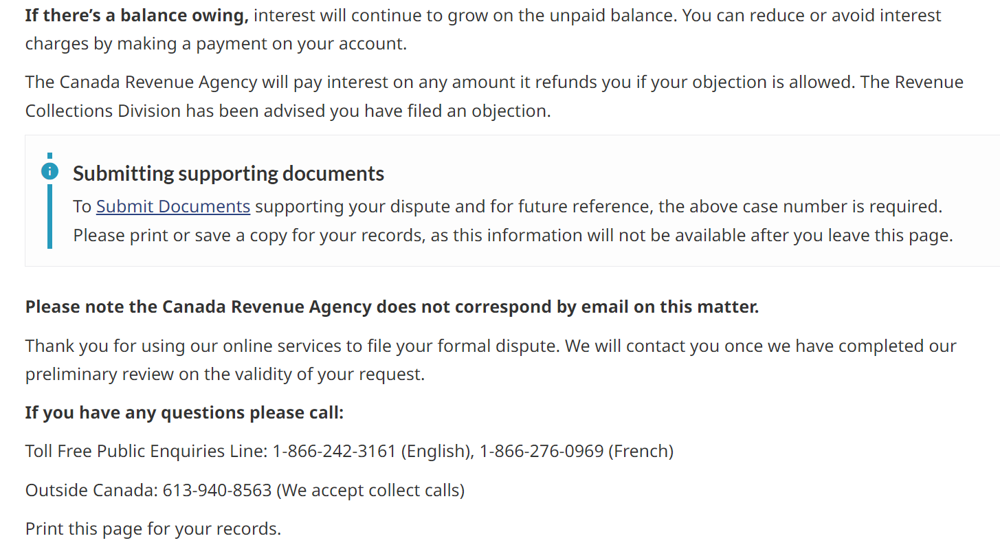 If there’s a balance owing, interest will continue to grow on the unpaid balance. You can reduce or avoid interest
charges by making a payment on your account.
The Canada Revenue Agency will pay interest on any amount it refunds you if your objection is allowed. The Revenue
Collections Division has been advised you have filed an objection.
Submitting supporting documents
To Submit Documents supporting your dispute and for future reference, the above case number is required.
Please print or save a copy for your records, as this information will not be available after you leave this page.
Please note the Canada Revenue Agency does not correspond by email on this matter.
Thank you for using our online services to file your formal dispute. We will contact you once we have completed our
preliminary review on the validity of your request.
If you have any questions please call:
Toll Free Public Enquiries Line: 1-866-242-3161 (English), 1-866-276-0969 (French)
Outside Canada: 613-940-8563 (We accept collect calls)
Print this page for your records.